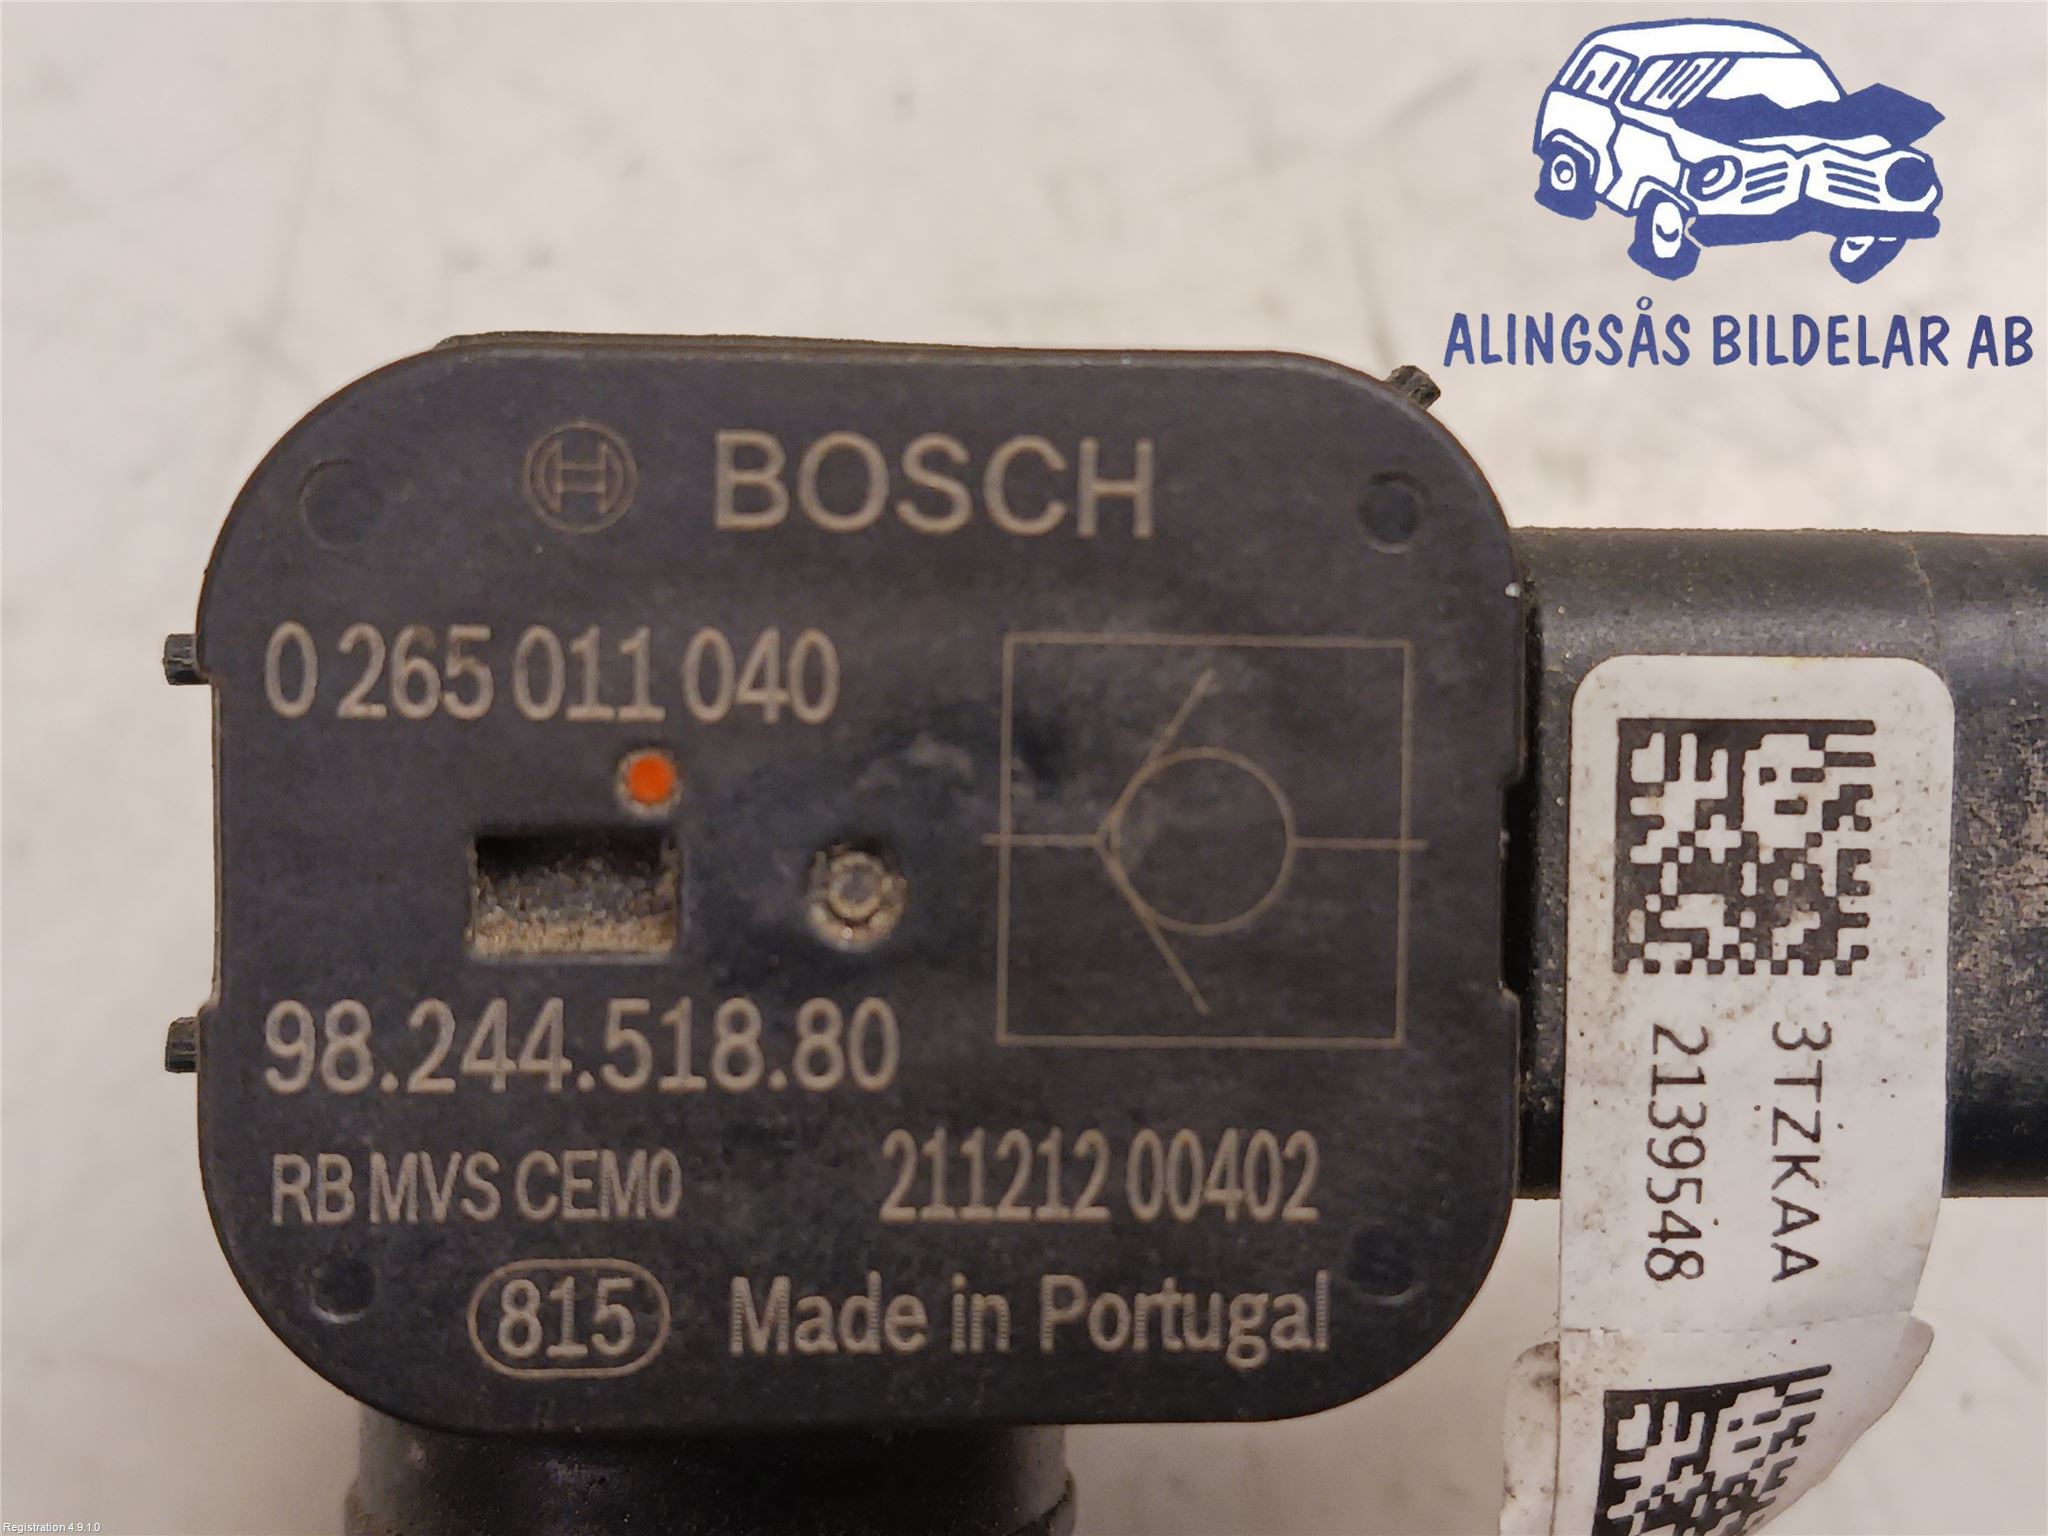 ALINGSÅS BILDELAR AB
BOSCH
0 265 011 040
98.244.518.80
RB MVS CEM0 211212 00402
815 Made in Portugal
3TZKAA
2139548
Registration 4.9.1.0